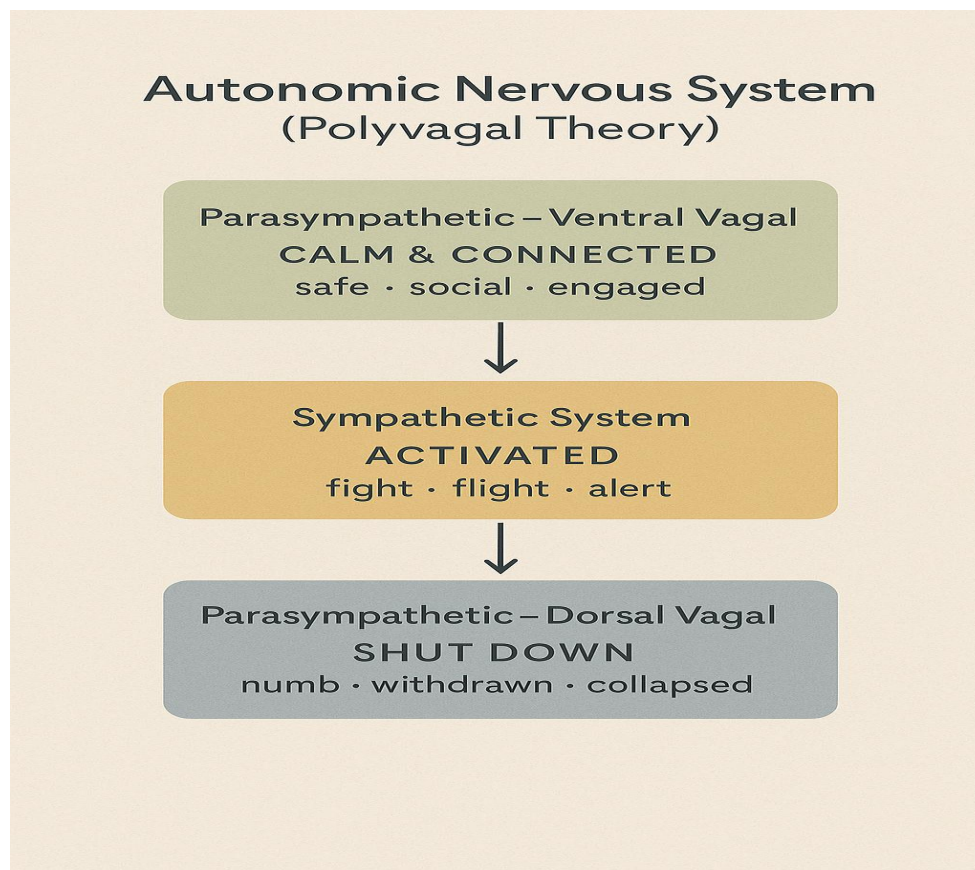 Autonomic Nervous System
(Polyvagal Theory)
Parasympathetic – Ventral Vagal
CALM & CONNECTED
safe · social · engaged
Sympathetic System
ACTIVATED
fight · flight · alert
Parasympathetic – Dorsal Vagal
SHUT DOWN
numb · withdrawn · collapsed